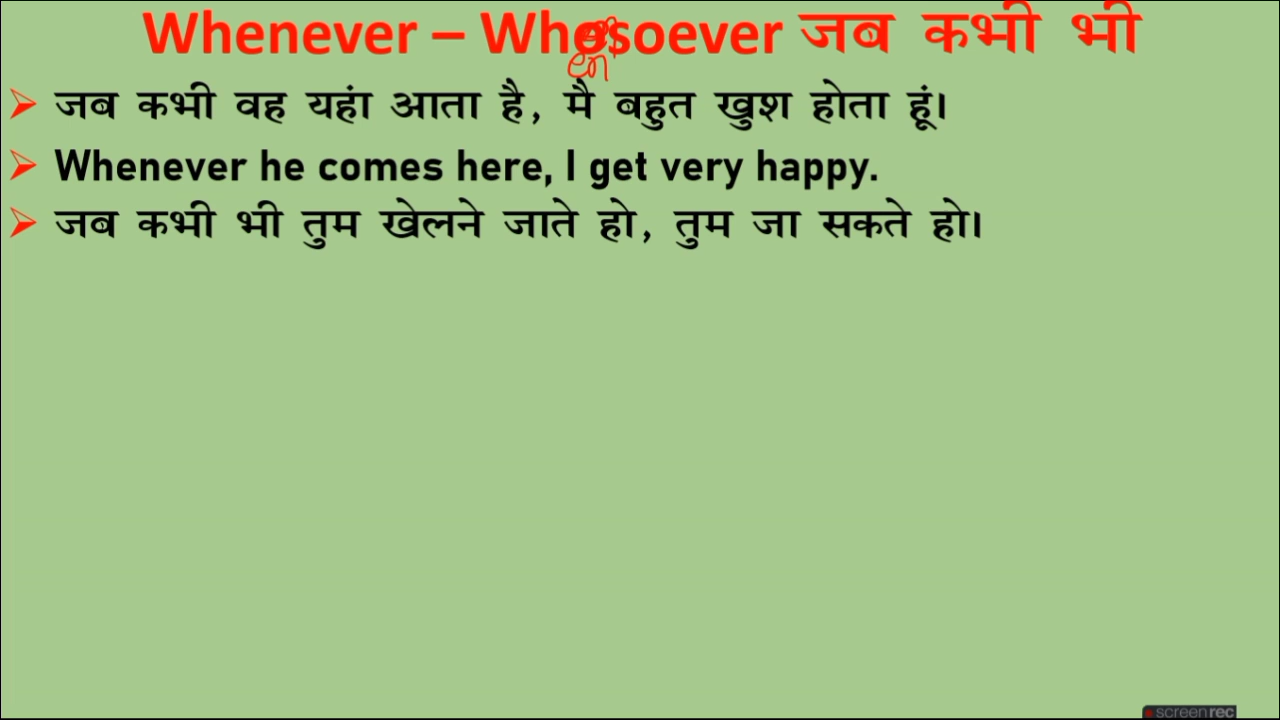 Whenever – Whosoever जब कभी भी
जब कभी वह यहां आता है, मै बहुत खुश होता हूं।
Whenever he comes here, I get very happy.
जब कभी भी तुम खेलने जाते हो, तुम जा सकते हो।
screenrec